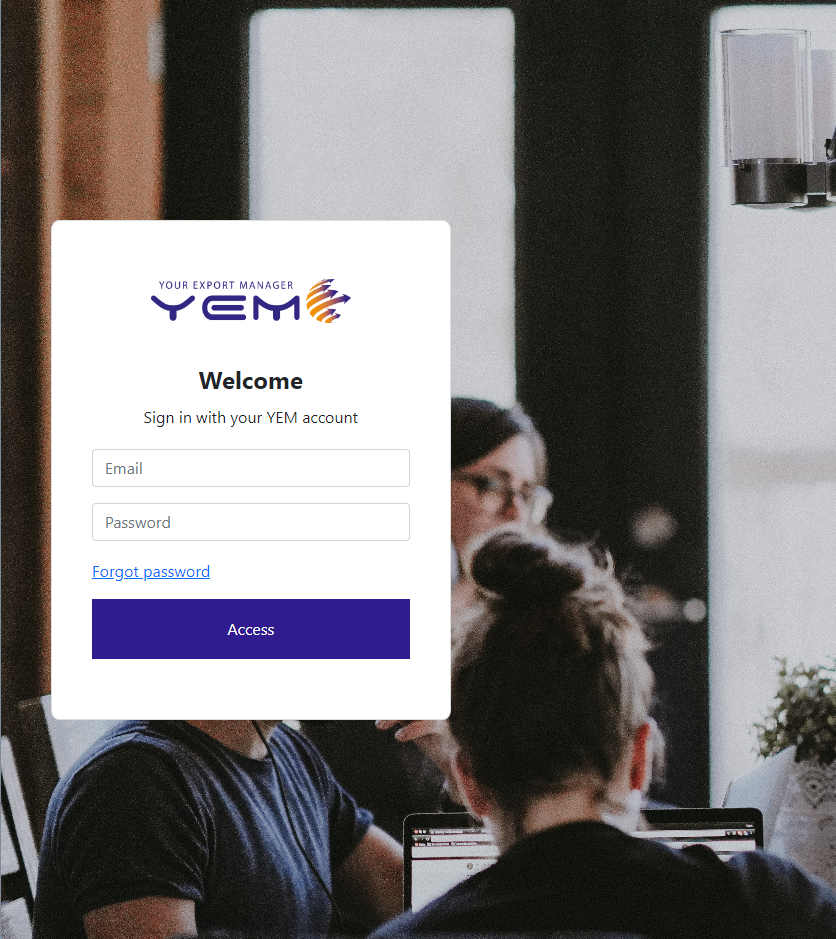 YOUR EXPORT MANAGER
YEM
Welcome
Sign in with your YEM account
Email
Password
Forgot password
Access